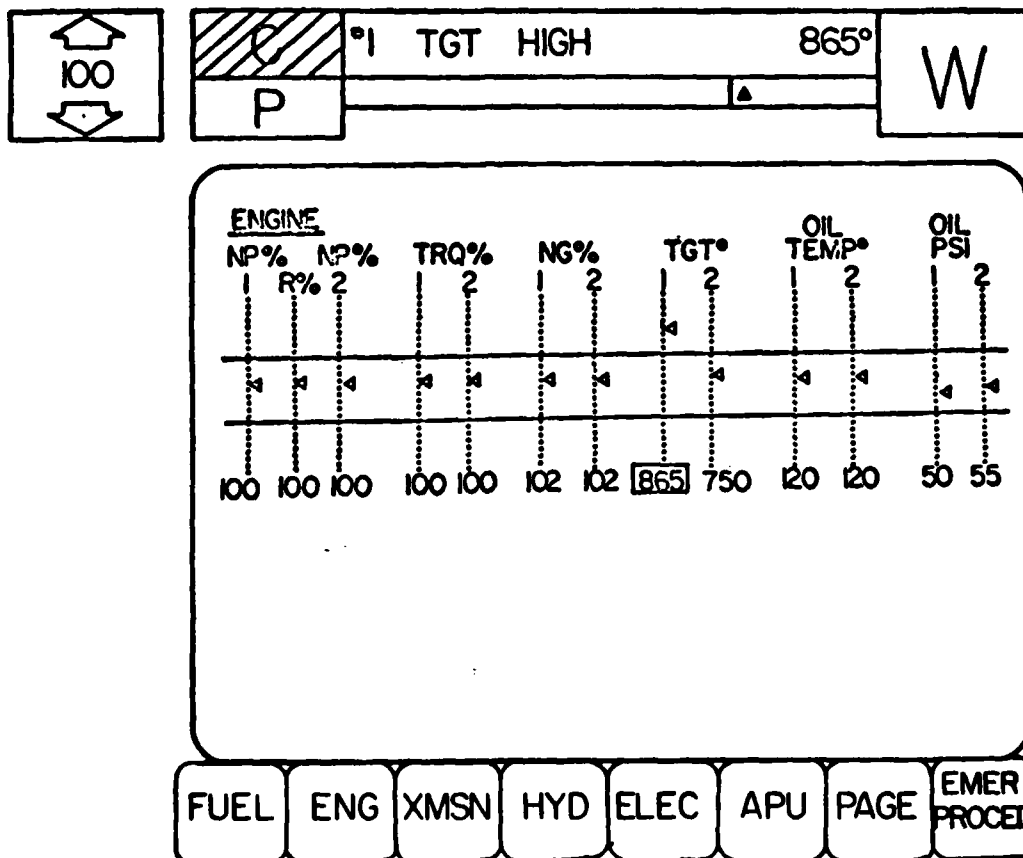 100
C °1 TGT HIGH 865°
P
W
ENGINE
NP% NP% TRQ% NG% TGT° OIL TEMP° OIL PSI
1 R% 2 1 2 1 2 1 2 1 2 1 2
100 100 100 100 100 102 102 865 750 120 120 50 55
FUEL ENG XMSN HYD ELEC APU PAGE EMER PROCED